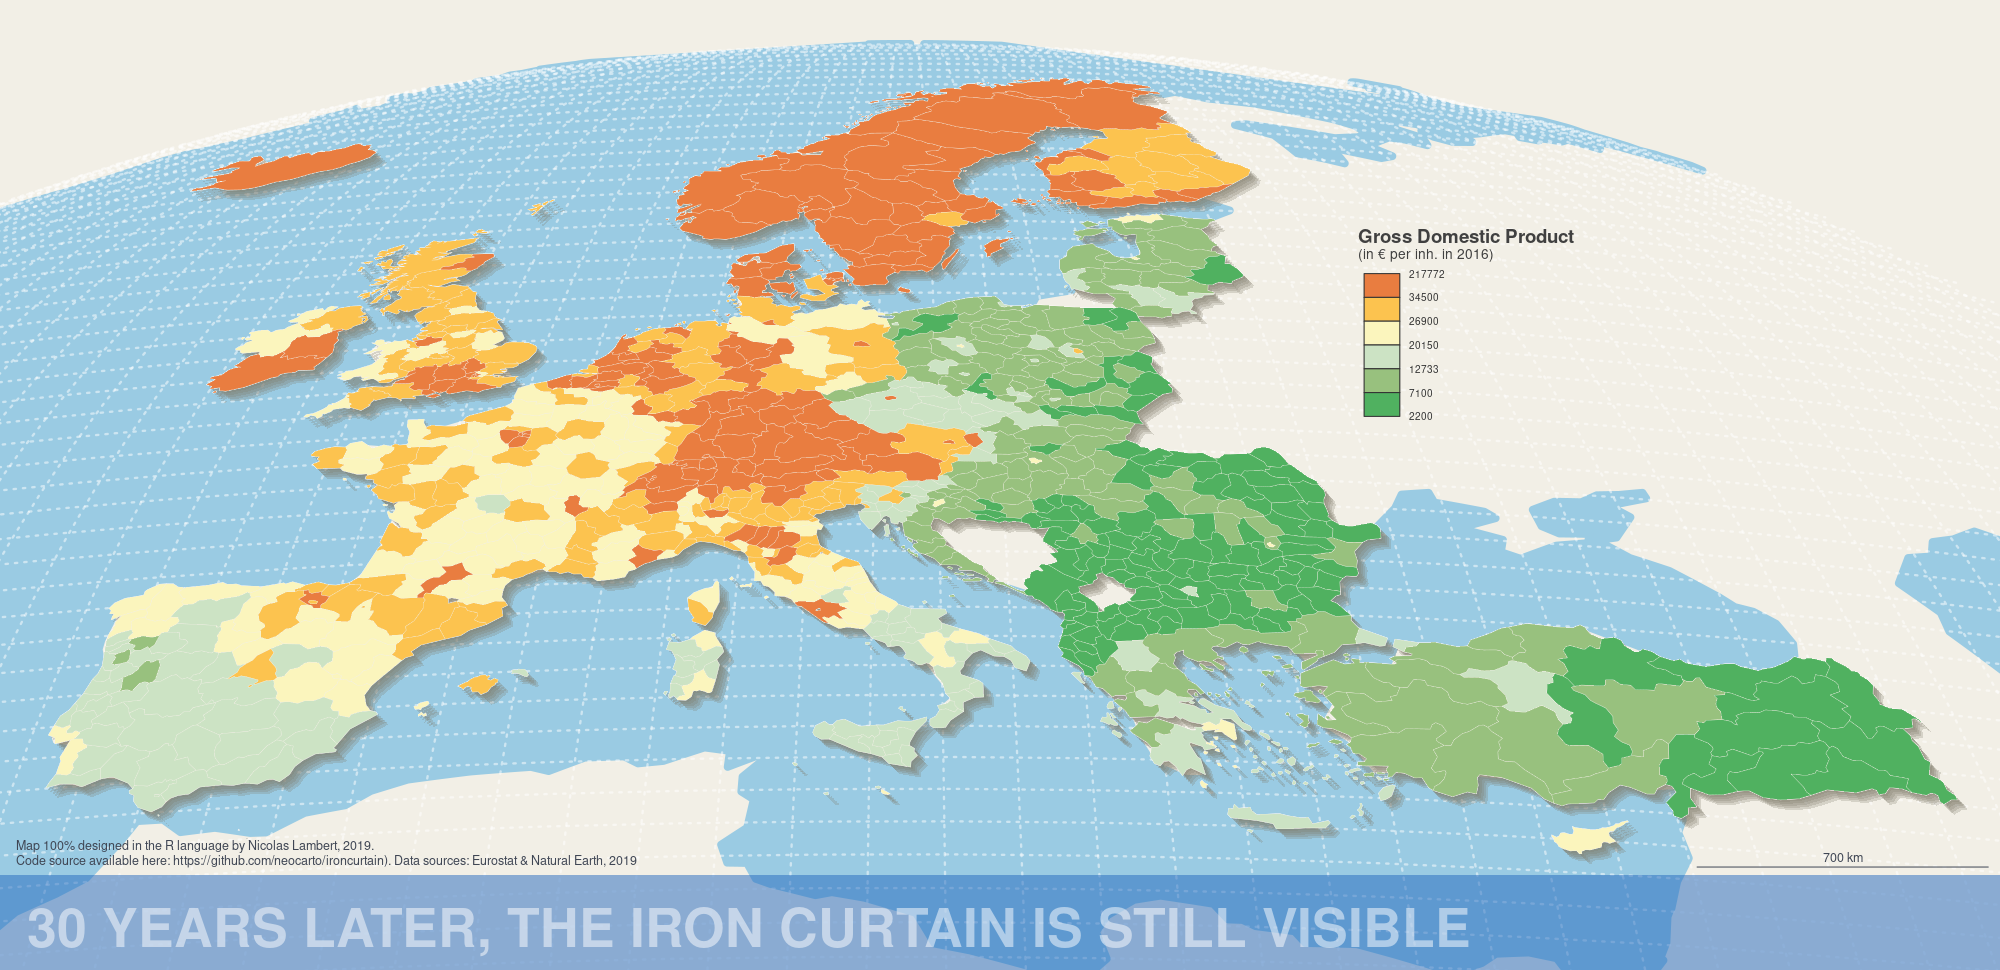 Gross Domestic Product
(in € per inh. in 2016)
217772
34500
26900
20150
12733
7100
2200
Map 100% designed in the R language by Nicolas Lambert, 2019.
Code source available here: https://github.com/neocarto/ironcurtain). Data sources: Eurostat & Natural Earth, 2019
700 km
30 YEARS LATER, THE IRON CURTAIN IS STILL VISIBLE